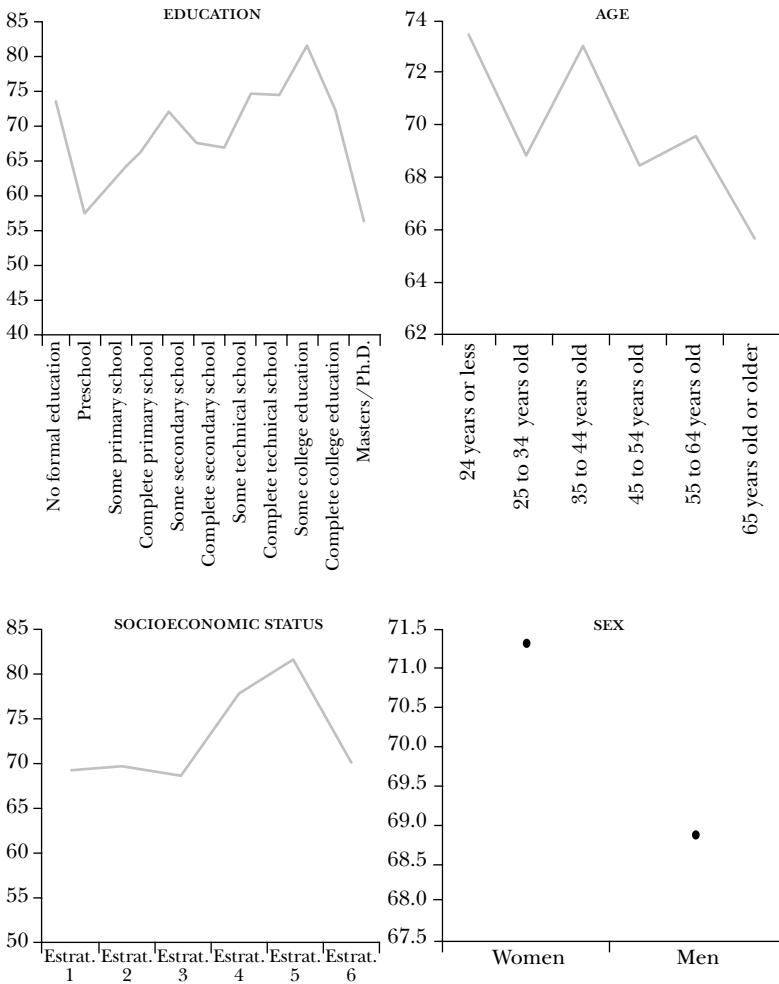 EDUCATION
85
80
75
70
65
60
55
50
45
40
No formal education
Preschool
Some primary school
Complete primary school
Some secondary school
Complete secondary school
Some technical school
Complete technical school
Some college education
Complete college education
Masters/Ph.D.
AGE
74
72
70
68
66
64
62
24 years or less
25 to 34 years old
35 to 44 years old
45 to 54 years old
55 to 64 years old
65 years old or older
SOCIOECONOMIC STATUS
85
80
75
70
65
60
55
50
Estrat. 1
Estrat. 2
Estrat. 3
Estrat. 4
Estrat. 5
Estrat. 6
SEX
71.5
71.0
70.5
70.0
69.5
69.0
68.5
68.0
67.5
Women
Men